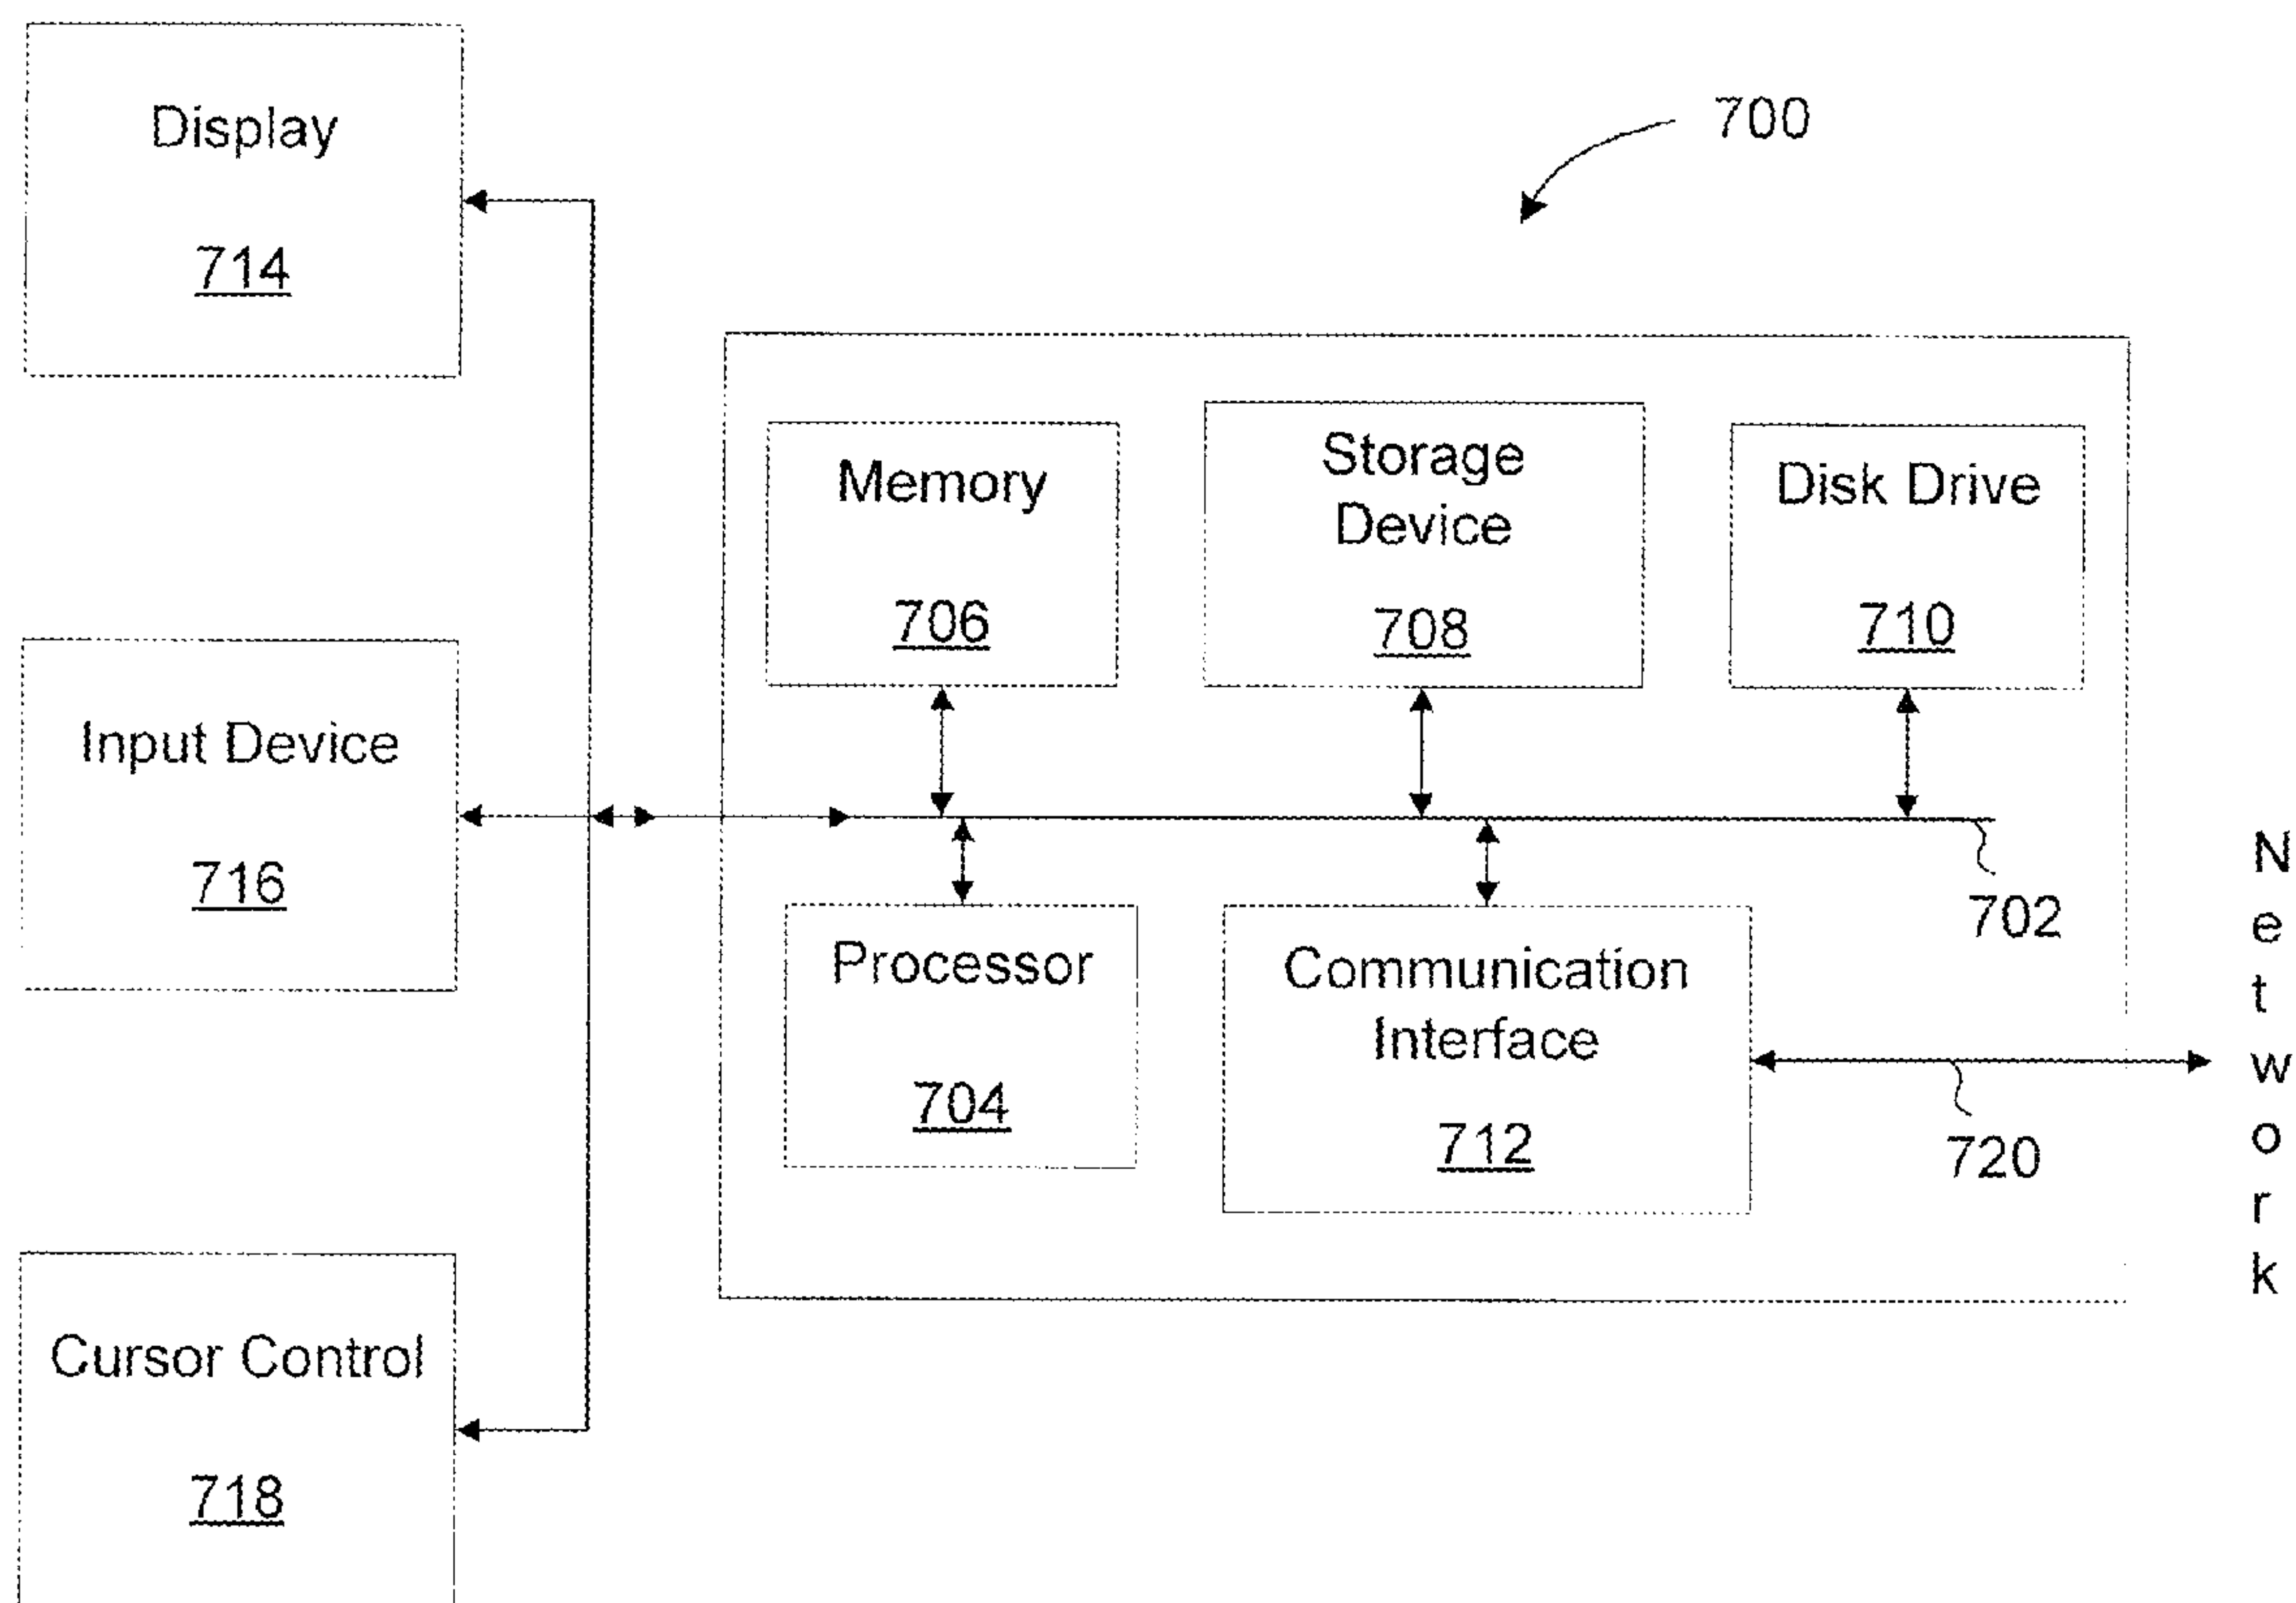 Display
714
700
Memory
706
Storage
Device
708
Disk Drive
710
Input Device
716
702
Processor
704
Communication
Interface
712
720
Network
Cursor Control
718